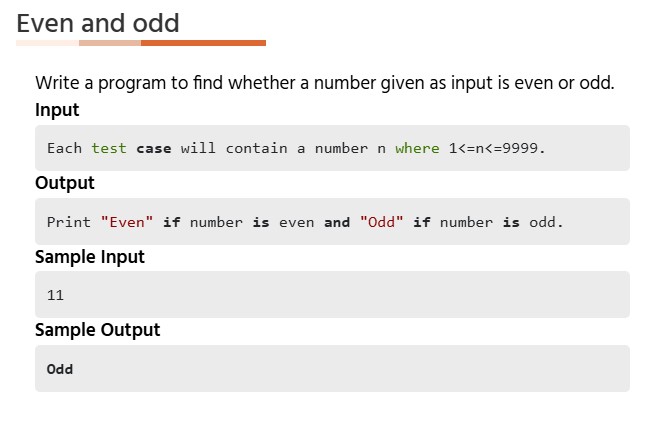 Even and odd
Write a program to find whether a number given as input is even or odd.
Input
Each test case will contain a number n where 1<=n<=9999.
Output
Print "Even" if number is even and "Odd" if number is odd.
Sample Input
11
Sample Output
Odd